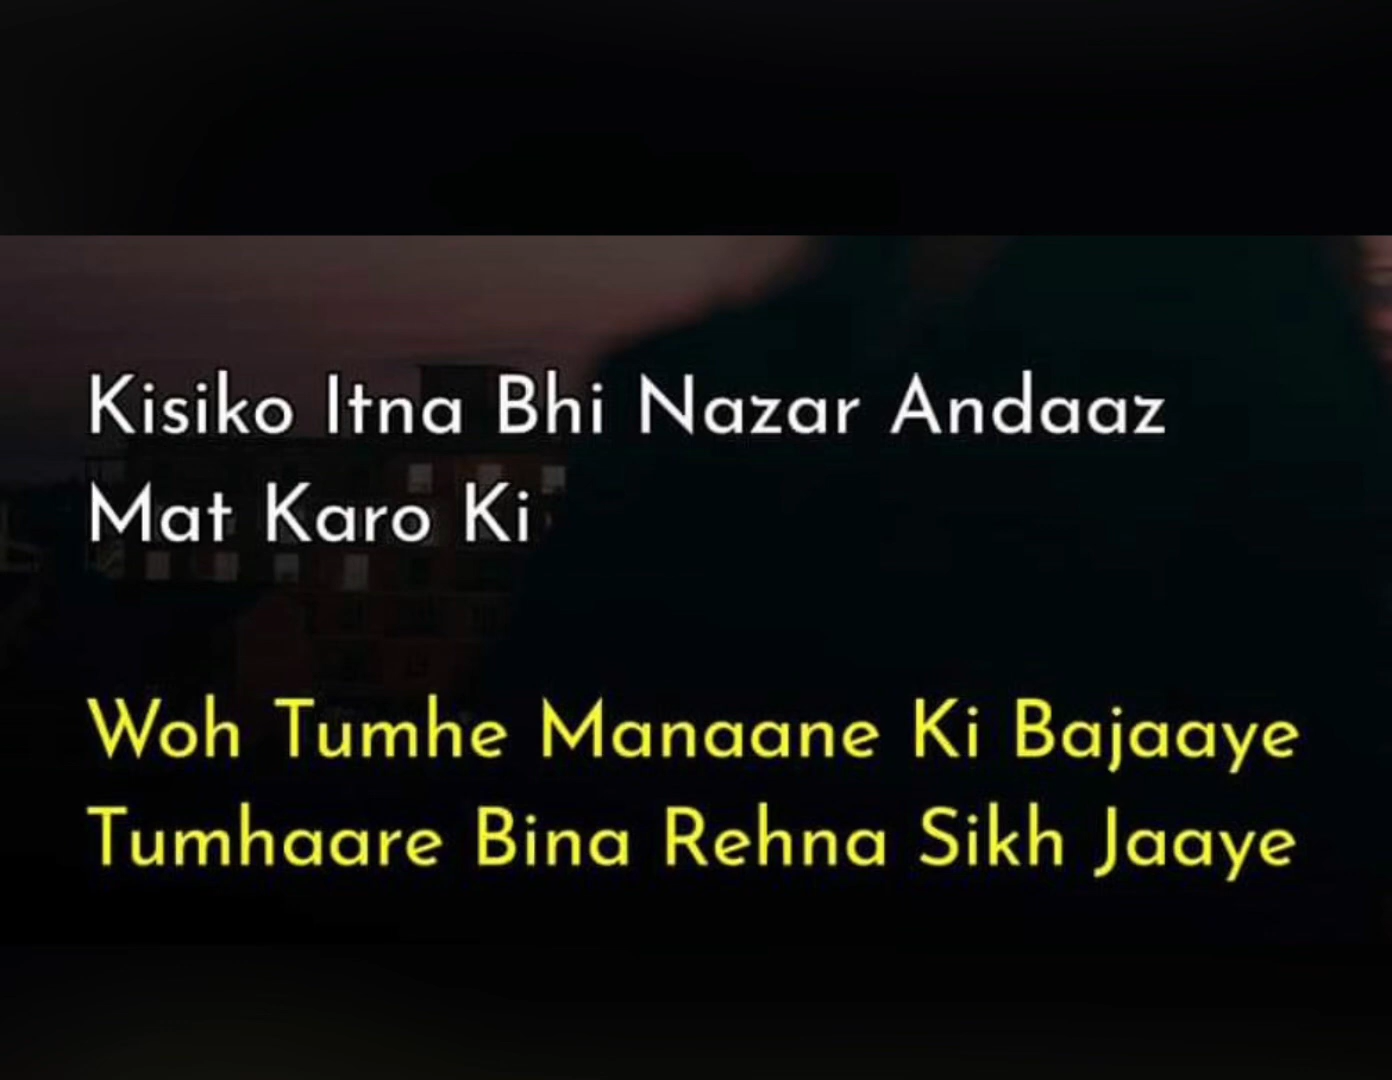 Kisiko Itna Bhi Nazar Andaaz
Mat Karo Ki
Woh Tumhe Manaane Ki Bajaaye
Tumhaare Bina Rehna Sikh Jaaye